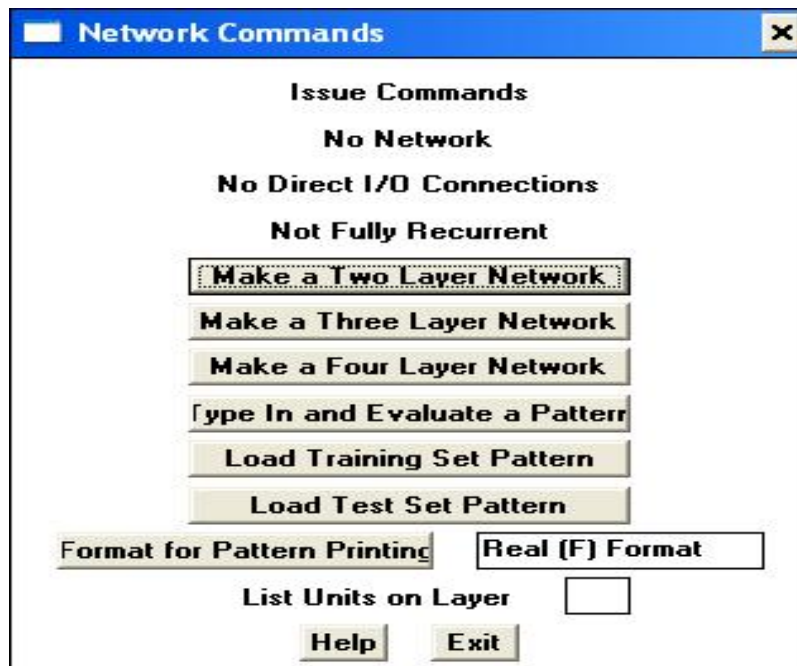 Network Commands
Issue Commands
No Network
No Direct I/O Connections
Not Fully Recurrent
Make a Two Layer Network
Make a Three Layer Network
Make a Four Layer Network
Type In and Evaluate a Pattern
Load Training Set Pattern
Load Test Set Pattern
Format for Pattern Printing Real (F) Format
List Units on Layer
Help Exit